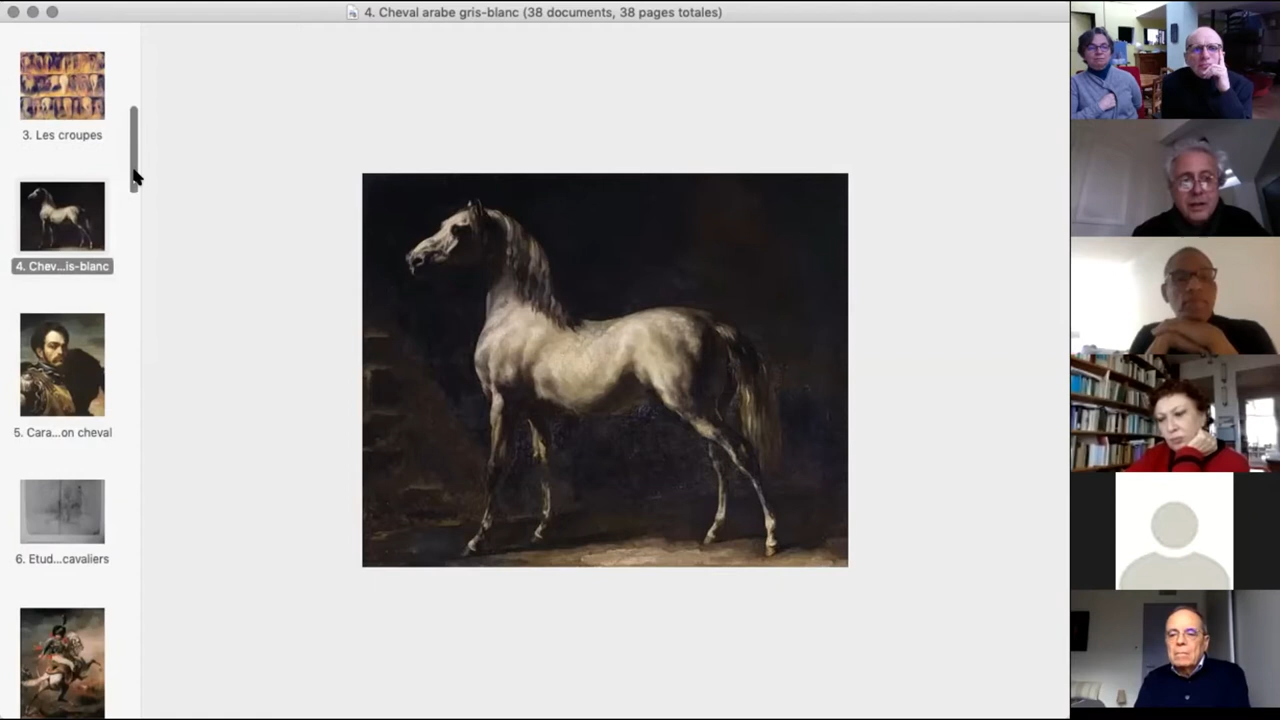 4. Cheval arabe gris-blanc (38 documents, 38 pages totales)
3. Les croupes
4. Chev...is-blanc
5. Cara...on cheval
6. Etud...cavaliers